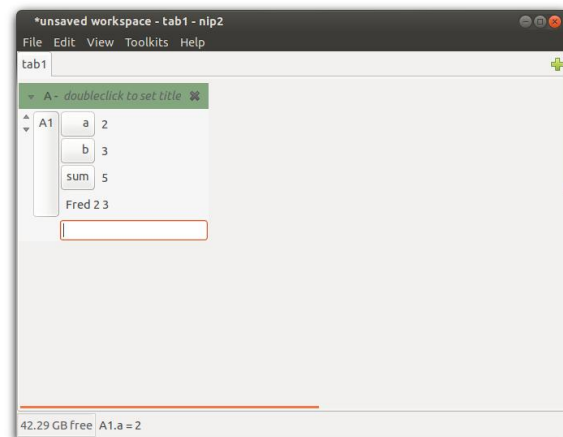 *unsaved workspace - tab1 - nip2
File Edit View Toolkits Help
tab1
A - doubleclick to set title
A1 a 2
b 3
sum 5
Fred 2 3
42.29 GB free A1.a = 2